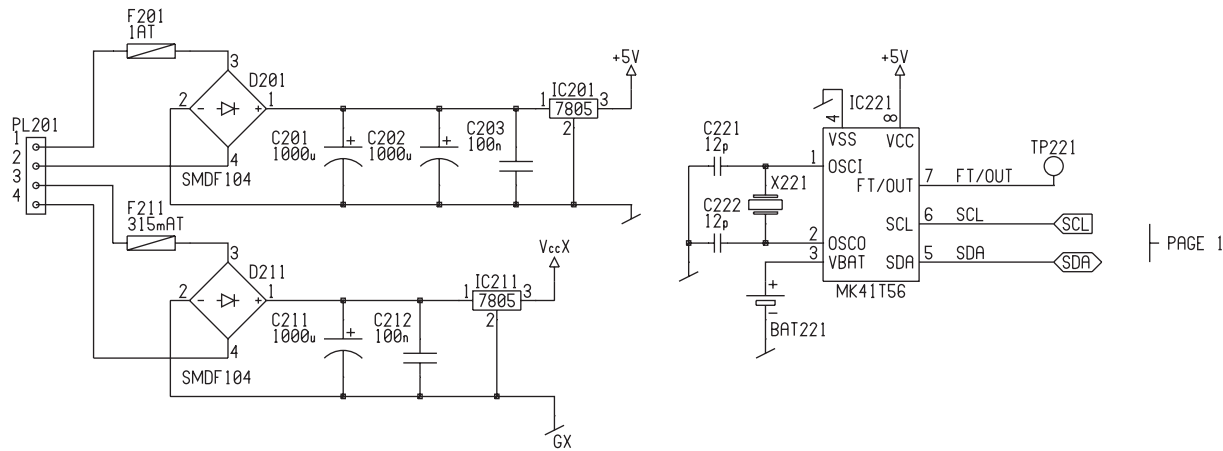 F201
1AT
3
D201
2
-
+
1
4
SMDF104
PL201
1
2
3
4
C201
1000u
+
C202
1000u
+
C203
100n
IC201
1
7805
3
2
+5V
F211
315mAT
3
D211
2
-
+
1
4
SMDF104
C211
1000u
+
C212
100n
IC211
1
7805
3
2
VccX
GX
+5V
IC221
4
8
VSS
VCC
C221
12p
1
OSCI
X221
C222
12p
2
OSCO
3
VBAT
FT/OUT
7
FT/OUT
TP221
SCL
6
SCL
SCL
SDA
5
SDA
SDA
MK41T56
+
-
BAT221
PAGE 1